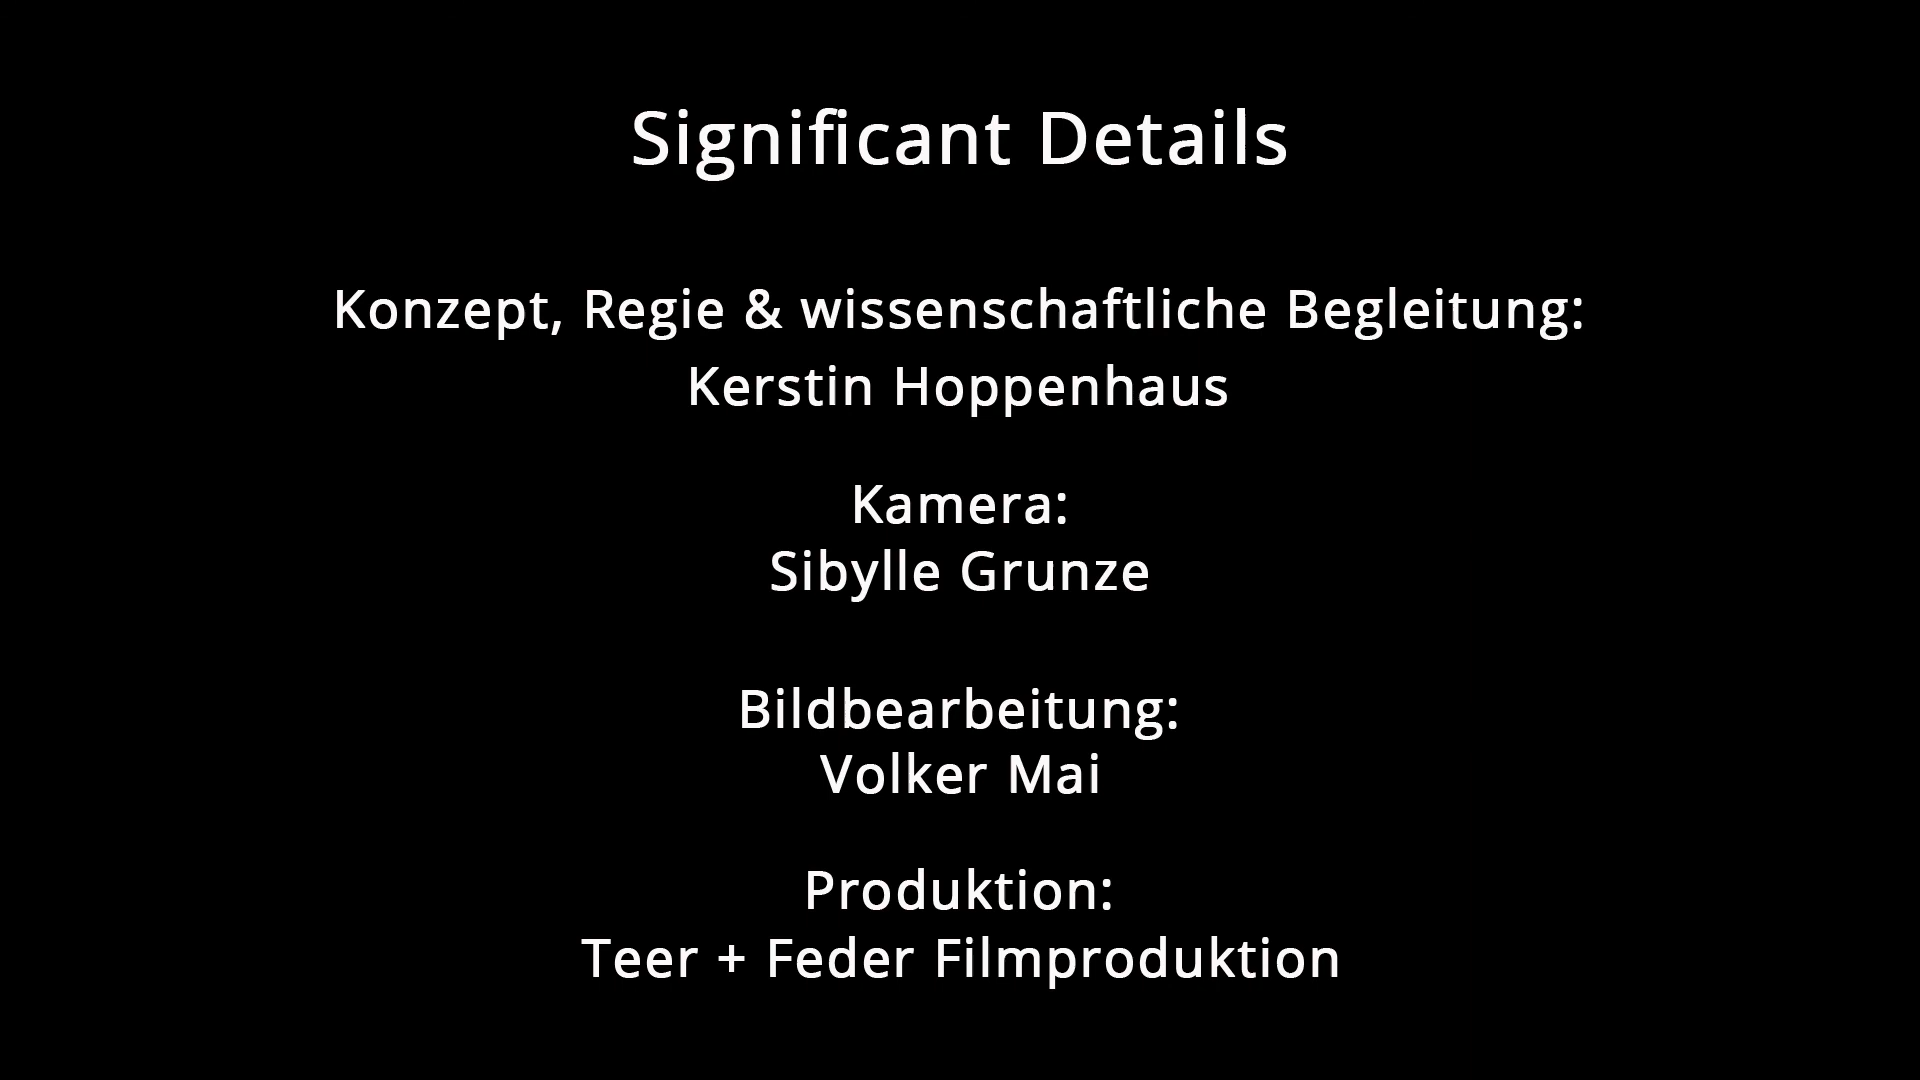 Significant Details
Konzept, Regie & wissenschaftliche Begleitung:
Kerstin Hoppenhaus
Kamera:
Sibylle Grunze
Bildbearbeitung:
Volker Mai
Produktion:
Teer + Feder Filmproduktion